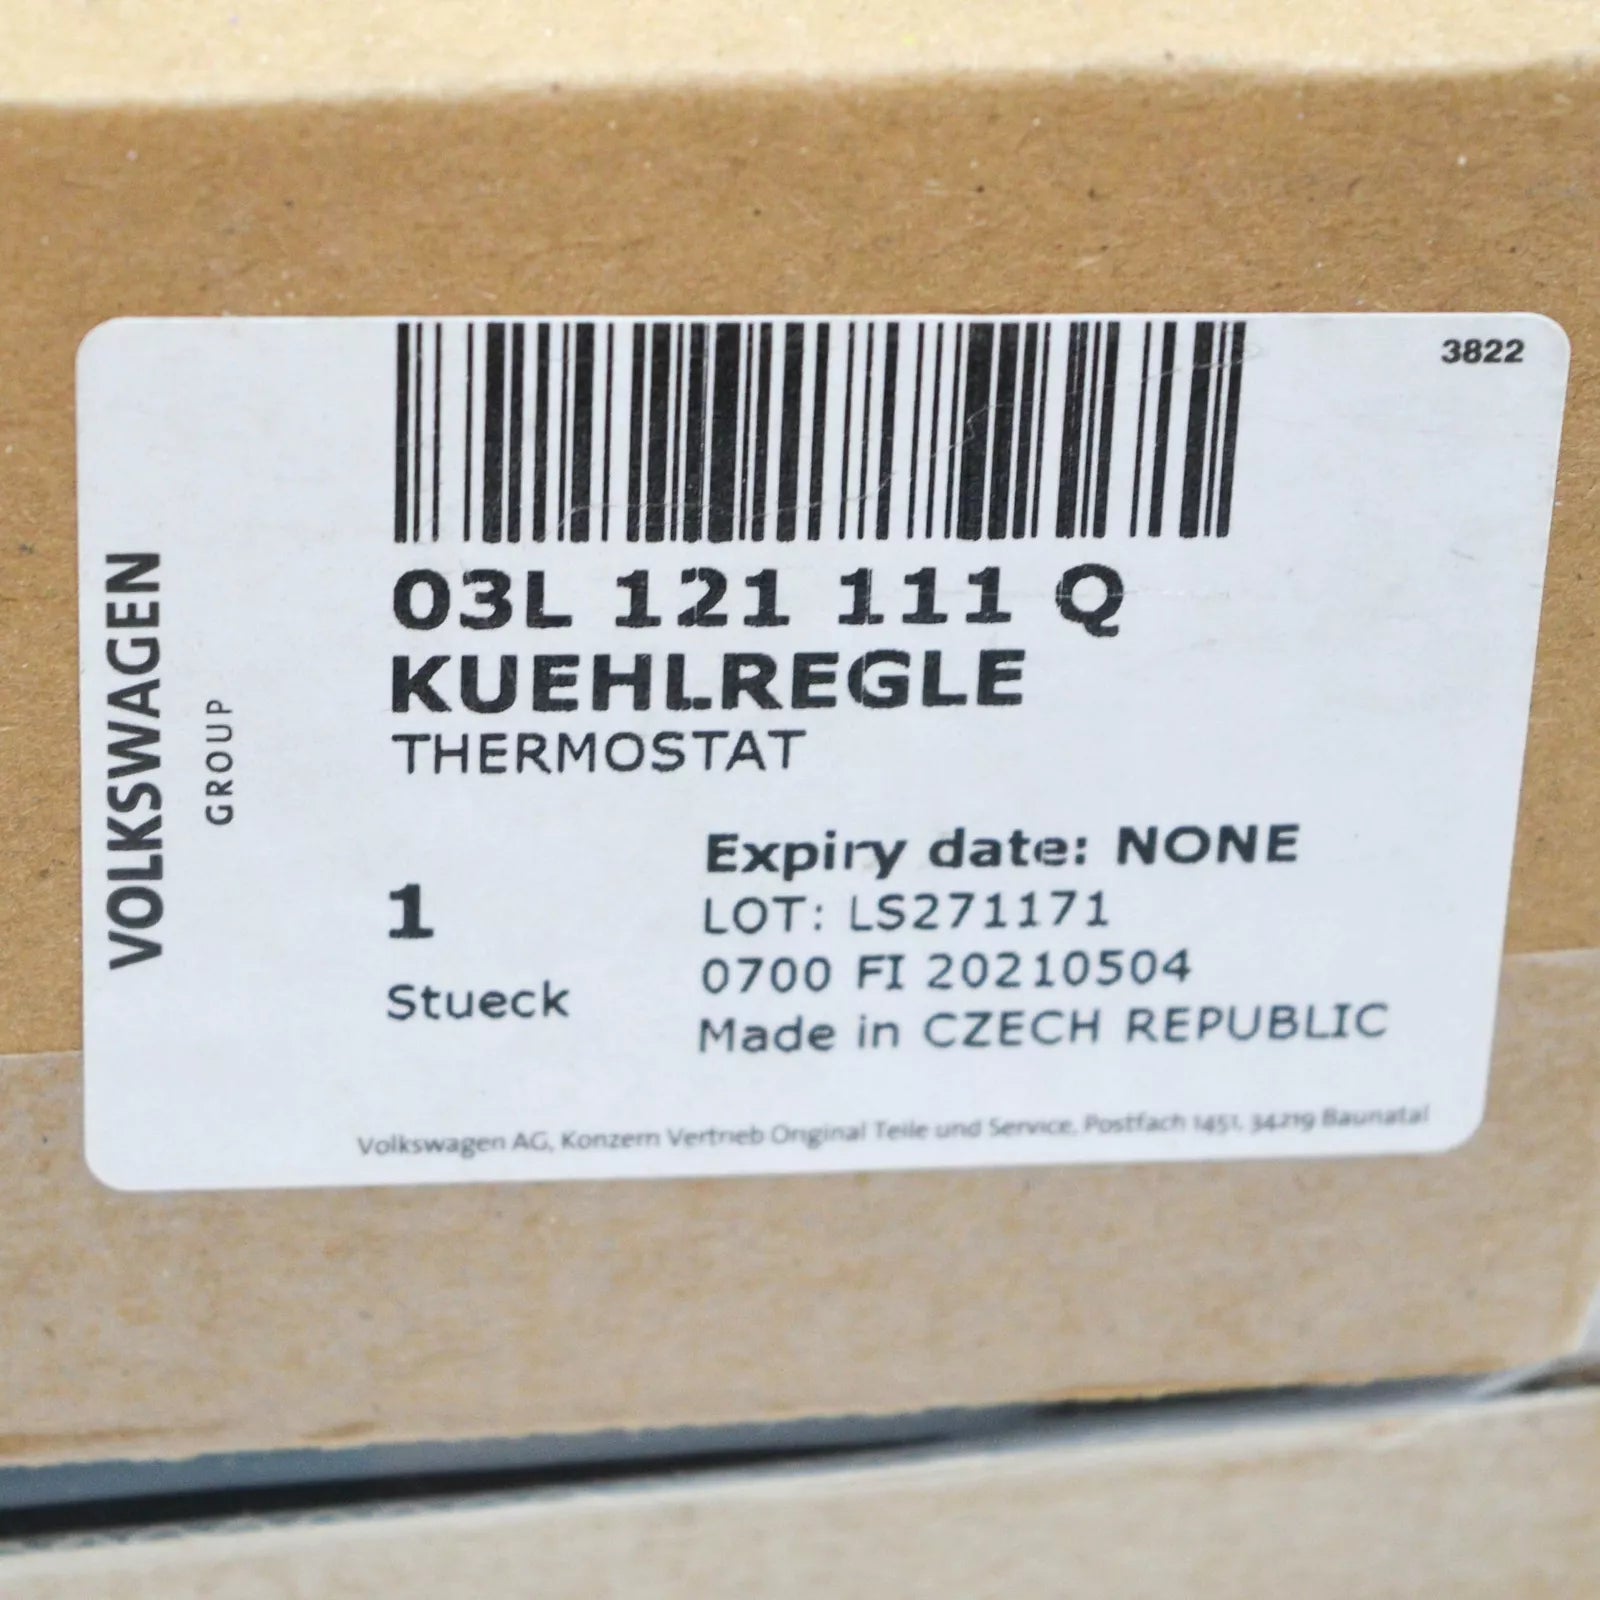 3822
VOLKSWAGEN
GROUP
03L 121 111 Q
KUEHLREGLE
THERMOSTAT
Expiry date: NONE
1
LOT: LS271171
Stueck
0700 FI 20210504
Made in CZECH REPUBLIC
Volkswagen AG, Konzern Vertrieb Original Teile und Service, Postfach 1451, 34219 Baunatal